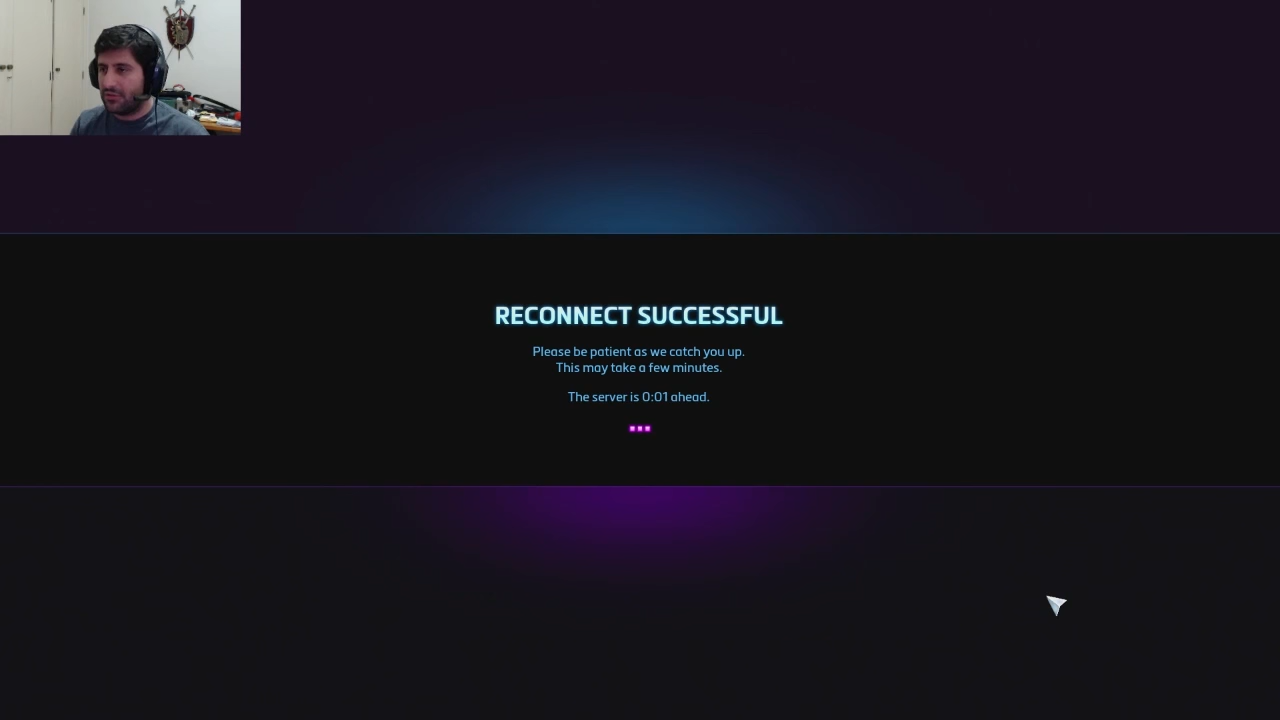 RECONNECT SUCCESSFUL
Please be patient as we catch you up.
This may take a few minutes.
The server is 0:01 ahead.